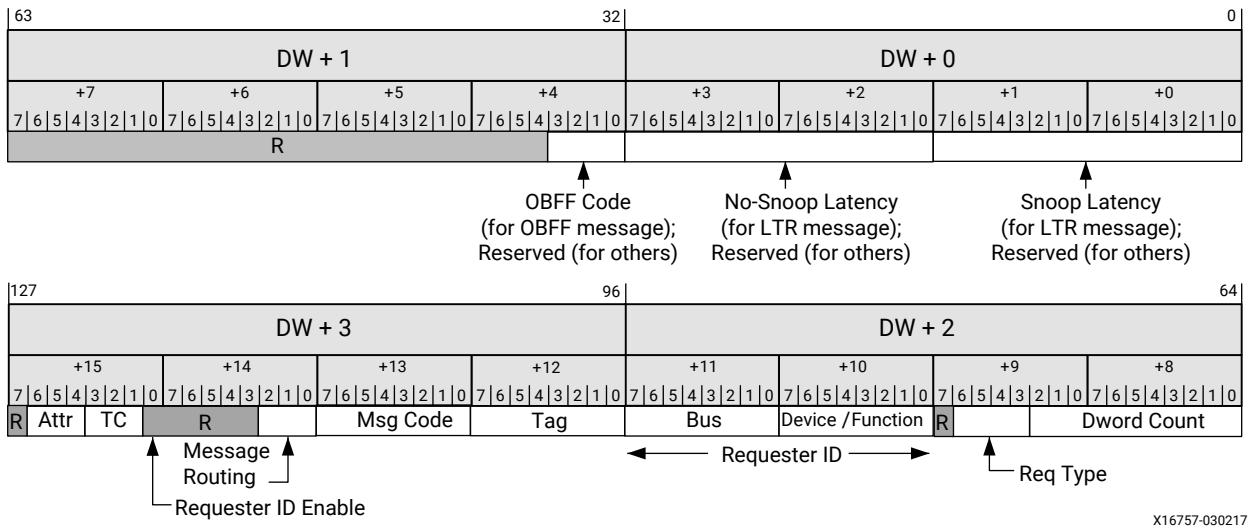 63 32 0
DW + 1 DW + 0
+7 +6 +5 +4 +3 +2 +1 +0
7 6 5 4 3 2 1 0 7 6 5 4 3 2 1 0 7 6 5 4 3 2 1 0 7 6 5 4 3 2 1 0 7 6 5 4 3 2 1 0 7 6 5 4 3 2 1 0 7 6 5 4 3 2 1 0 7 6 5 4 3 2 1 0
R
OBFF Code
(for OBFF message);
Reserved (for others)
No-Snoop Latency
(for LTR message);
Reserved (for others)
Snoop Latency
(for LTR message);
Reserved (for others)
127 96 64
DW + 3 DW + 2
+15 +14 +13 +12 +11 +10 +9 +8
7 6 5 4 3 2 1 0 7 6 5 4 3 2 1 0 7 6 5 4 3 2 1 0 7 6 5 4 3 2 1 0 7 6 5 4 3 2 1 0 7 6 5 4 3 2 1 0 7 6 5 4 3 2 1 0 7 6 5 4 3 2 1 0
R Attr TC R Msg Code Tag Bus Device /Function R Dword Count
Message
Routing
Requester ID
Req Type
Requester ID Enable
X16757-030217